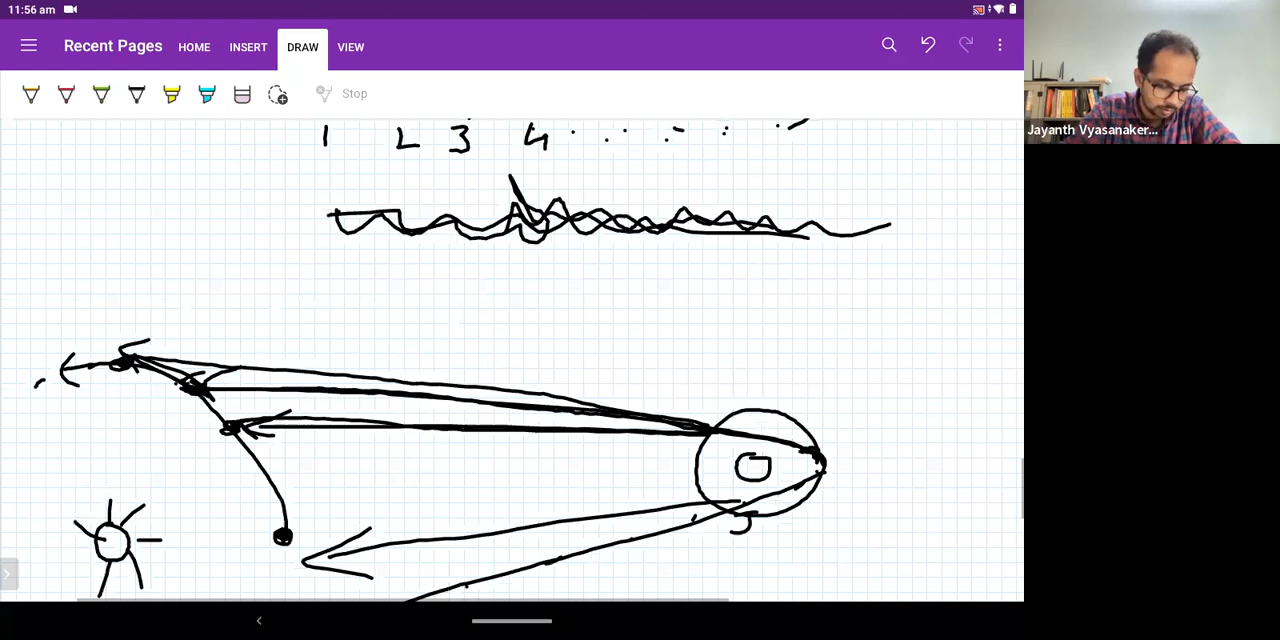 11:56 am
Recent Pages HOME INSERT DRAW VIEW
Stop
1 2 3 4
J
Jayanth Vyasanaker...